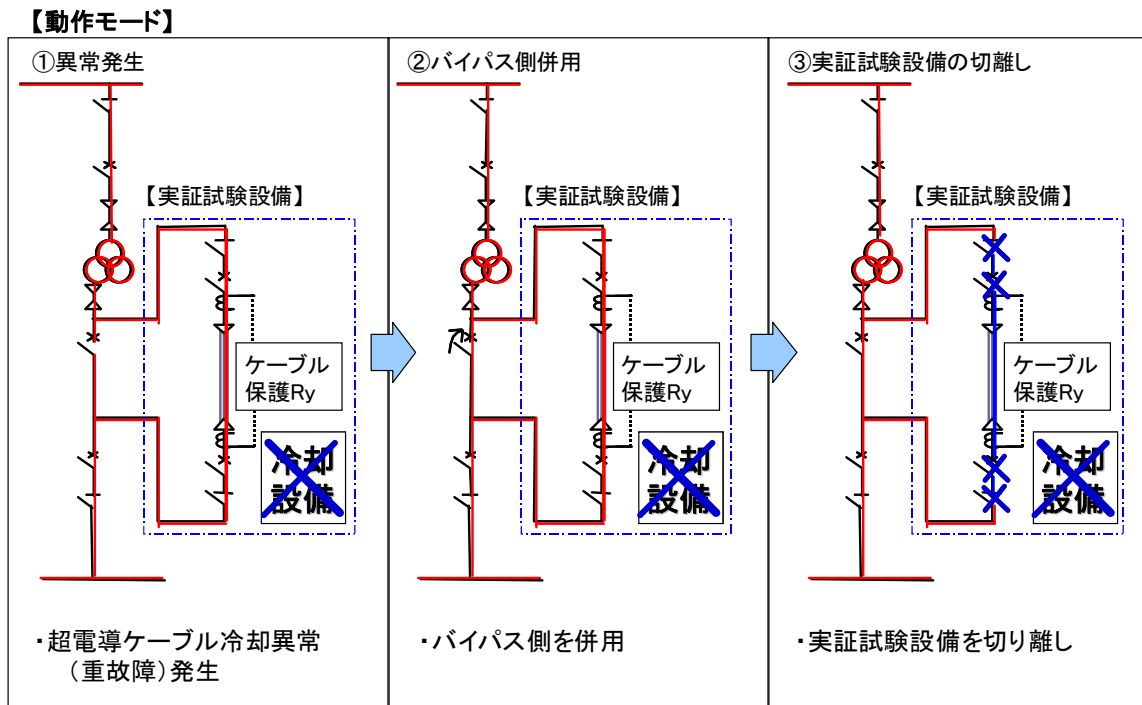 【動作モード】
①異常発生
【実証試験設備】
ケーブル
保護Ry
冷却
設備
・超電導ケーブル冷却異常
（重故障）発生
②バイパス側併用
【実証試験設備】
ケーブル
保護Ry
冷却
設備
・バイパス側を併用
③実証試験設備の切離し
【実証試験設備】
ケーブル
保護Ry
冷却
設備
・実証試験設備を切り離し